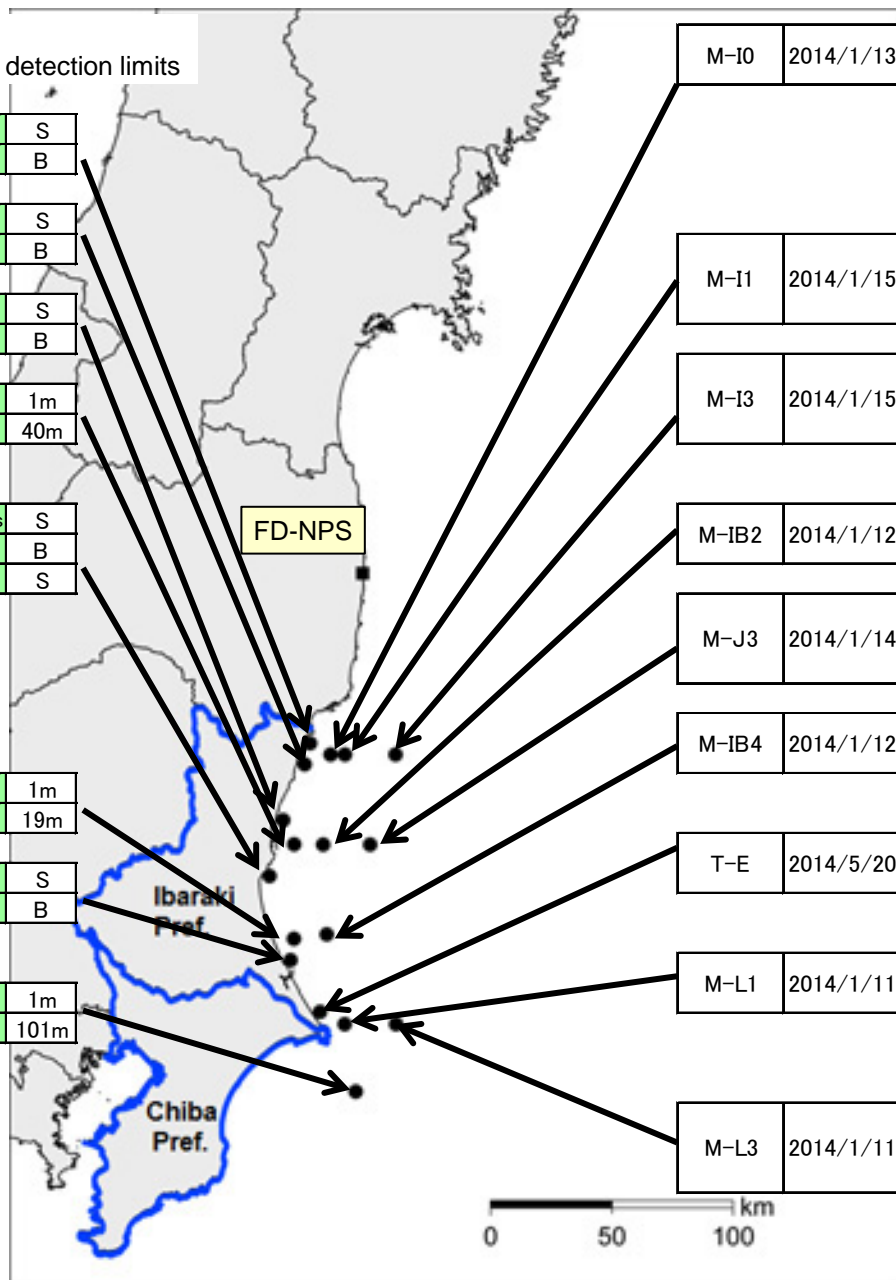 detection limits
S
B
S
B
S
B
1m
40m
s S
B
S
1m
19m
S
B
1m
101m
FD-NPS
Ibaraki
Pref.
Chiba
Pref.
M-I0 2014/1/13
M-I1 2014/1/15
M-I3 2014/1/15
M-IB2 2014/1/12
M-J3 2014/1/14
M-IB4 2014/1/12
T-E 2014/5/20
M-L1 2014/1/11
M-L3 2014/1/11
km
0 50 100